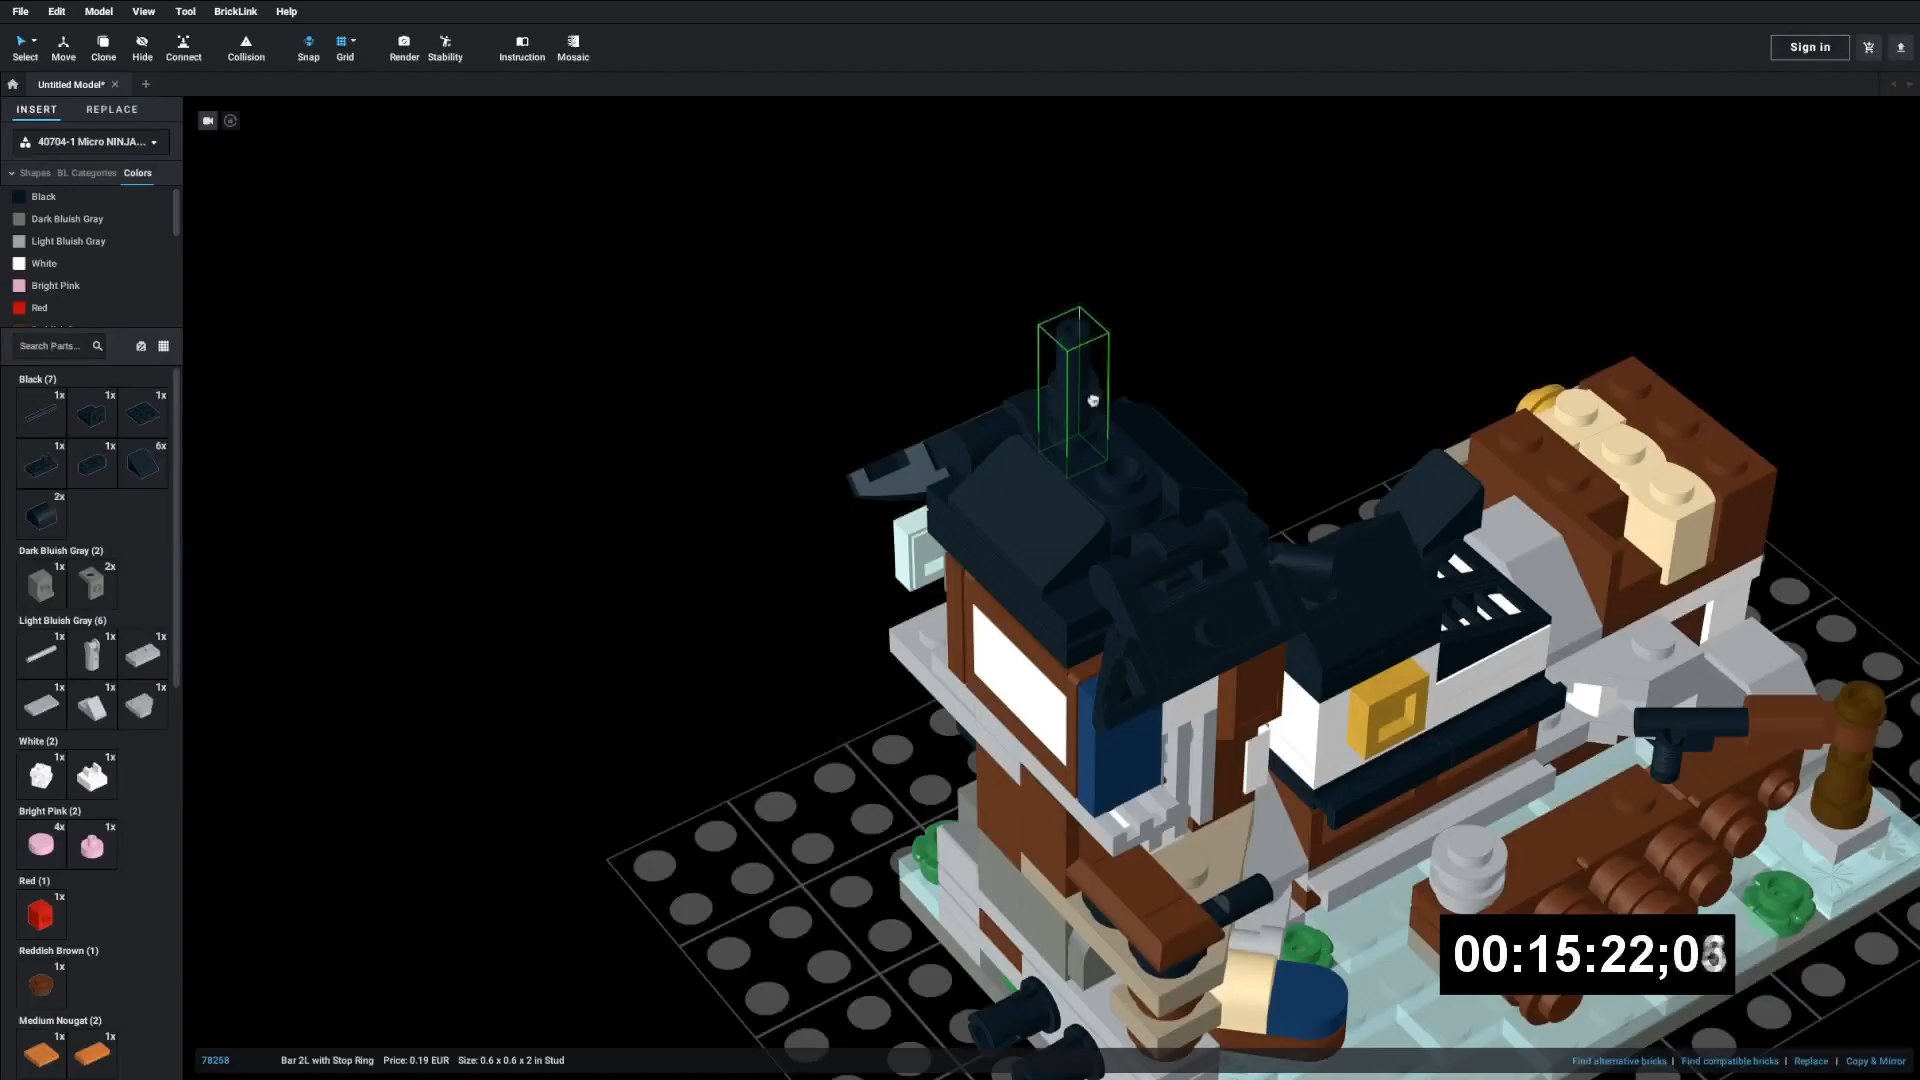 File Edit Model View Tool BrickLink Help
Select Move Clone Hide Connect Collision Snap Grid Render Stability Instruction Mosaic
Sign in
Untitled Model*
INSERT REPLACE
40704-1 Micro NINJA...
Shapes BL Categories Colors
Black
Dark Bluish Gray
Light Bluish Gray
White
Bright Pink
Red
Search Parts...
Black (7)
1x 1x 1x
1x 1x 6x
2x
Dark Bluish Gray (2)
1x 2x
Light Bluish Gray (6)
1x 1x 1x
1x 1x 1x
White (2)
1x 1x
Bright Pink (2)
4x 1x
Red (1)
1x
Reddish Brown (1)
1x
Medium Nougat (2)
1x 1x
00:15:22;0
78258 Bar 2L with Stop Ring Price: 0.19 EUR Size: 0.6 x 0.6 x 2 in Stud
Find alternative bricks | Find compatible bricks | Replace | Copy & Mirror